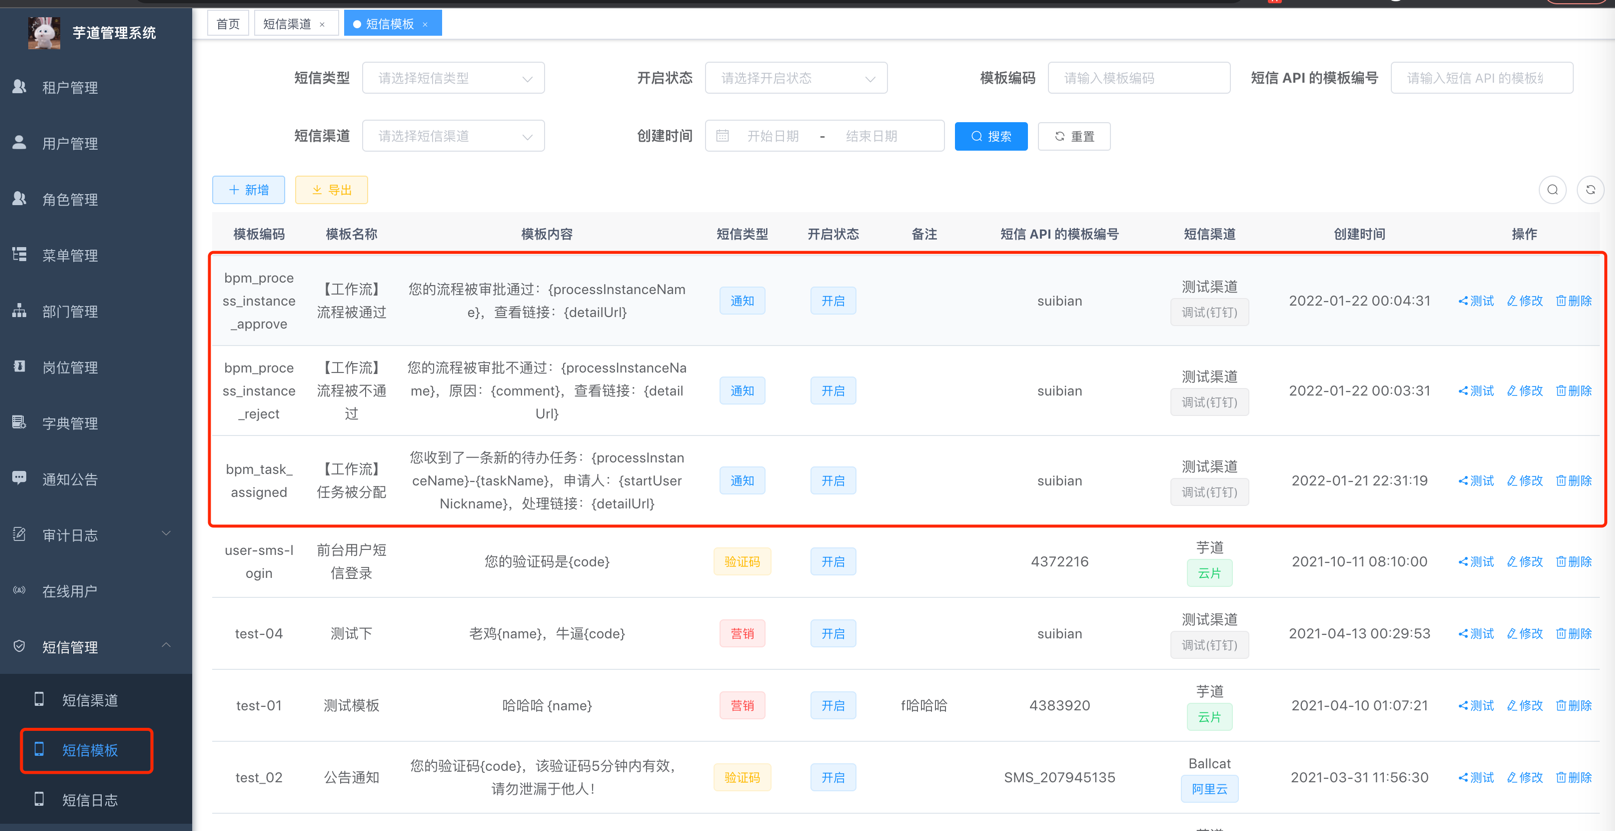 芋道管理系统
租户管理
用户管理
角色管理
菜单管理
部门管理
岗位管理
字典管理
通知公告
审计日志
在线用户
短信管理
短信渠道
短信模板
短信日志
首页 短信渠道 × 短信模板 ×
短信类型 请选择短信类型 开启状态 请选择开启状态 模板编码 请输入模板编码 短信 API 的模板编号 请输入短信 API 的模板
短信渠道 请选择短信渠道 创建时间 开始日期 - 结束日期 搜索 重置
+ 新增 导出
模板编码 模板名称 模板内容 短信类型 开启状态 备注 短信 API 的模板编号 短信渠道 创建时间 操作
bpm_proce
ss_instance
_approve
【工作流】
流程被通过
您的流程被审批通过：{processInstanceNam
e}，查看链接：{detailUrl}
通知
开启
suibian
测试渠道
调试(钉钉)
2022-01-22 00:04:31
测试 修改 删除
bpm_proce
ss_instance
_reject
【工作流】
流程被不通
过
您的流程被审批不通过：{processInstanceNa
me}，原因：{comment}，查看链接：{detail
Url}
通知
开启
suibian
测试渠道
调试(钉钉)
2022-01-22 00:03:31
测试 修改 删除
bpm_task_
assigned
【工作流】
任务被分配
您收到了一条新的待办任务：{processInstan
ceName}-{taskName}，申请人：{startUser
Nickname}，处理链接：{detailUrl}
通知
开启
suibian
测试渠道
调试(钉钉)
2022-01-21 22:31:19
测试 修改 删除
user-sms-l
ogin
前台用户短
信登录
您的验证码是{code}
验证码
开启
4372216
芋道
云片
2021-10-11 08:10:00
测试 修改 删除
test-04
测试下
老鸡{name}，牛逼{code}
营销
开启
suibian
测试渠道
调试(钉钉)
2021-04-13 00:29:53
测试 修改 删除
test-01
测试模板
哈哈哈 {name}
营销
开启
f哈哈哈
4383920
芋道
云片
2021-04-10 01:07:21
测试 修改 删除
test_02
公告通知
您的验证码{code}，该验证码5分钟内有效，
请勿泄漏于他人！
验证码
开启
SMS_207945135
Ballcat
阿里云
2021-03-31 11:56:30
测试 修改 删除